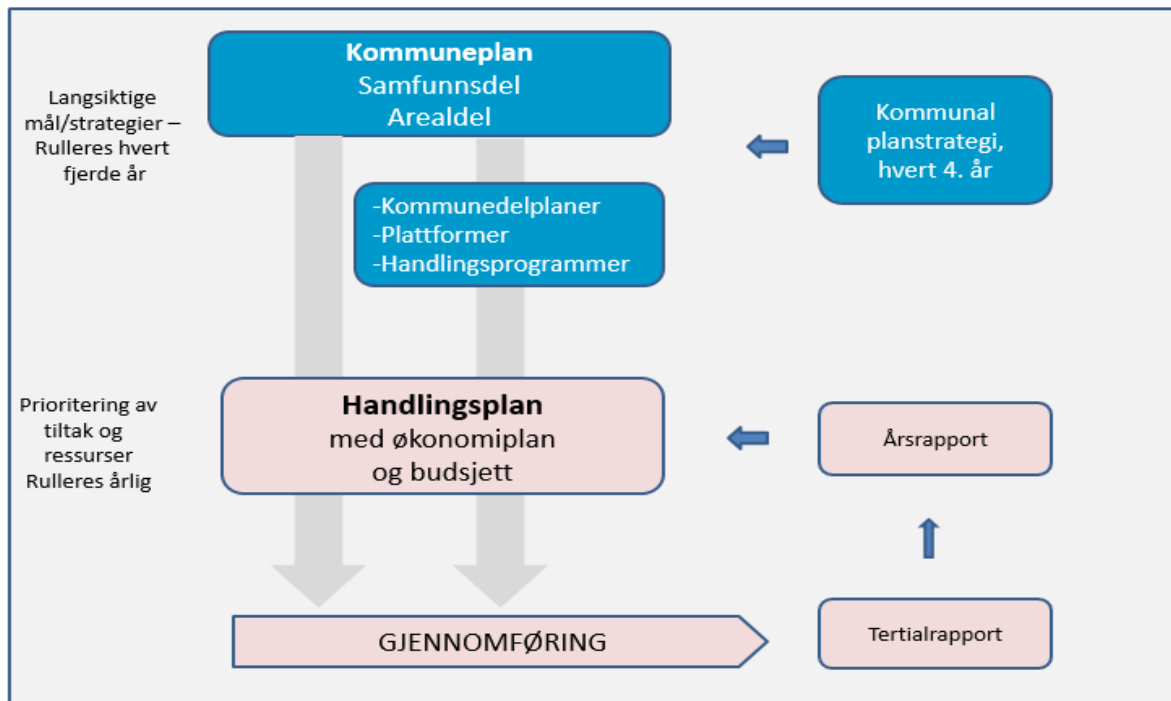 Kommuneplan
Samfunnsdel
Arealdel
Langsiktige
mål/strategier –
Rulleres hvert
fjerde år
Kommunal
planstrategi,
hvert 4. år
-Kommunedelplaner
-Plattformer
-Handlingsprogrammer
Prioritering av
tiltak og
ressurser
Rulleres årlig
Handlingsplan
med økonomiplan
og budsjett
Årsrapport
GJENNOMFØRING
Tertialrapport